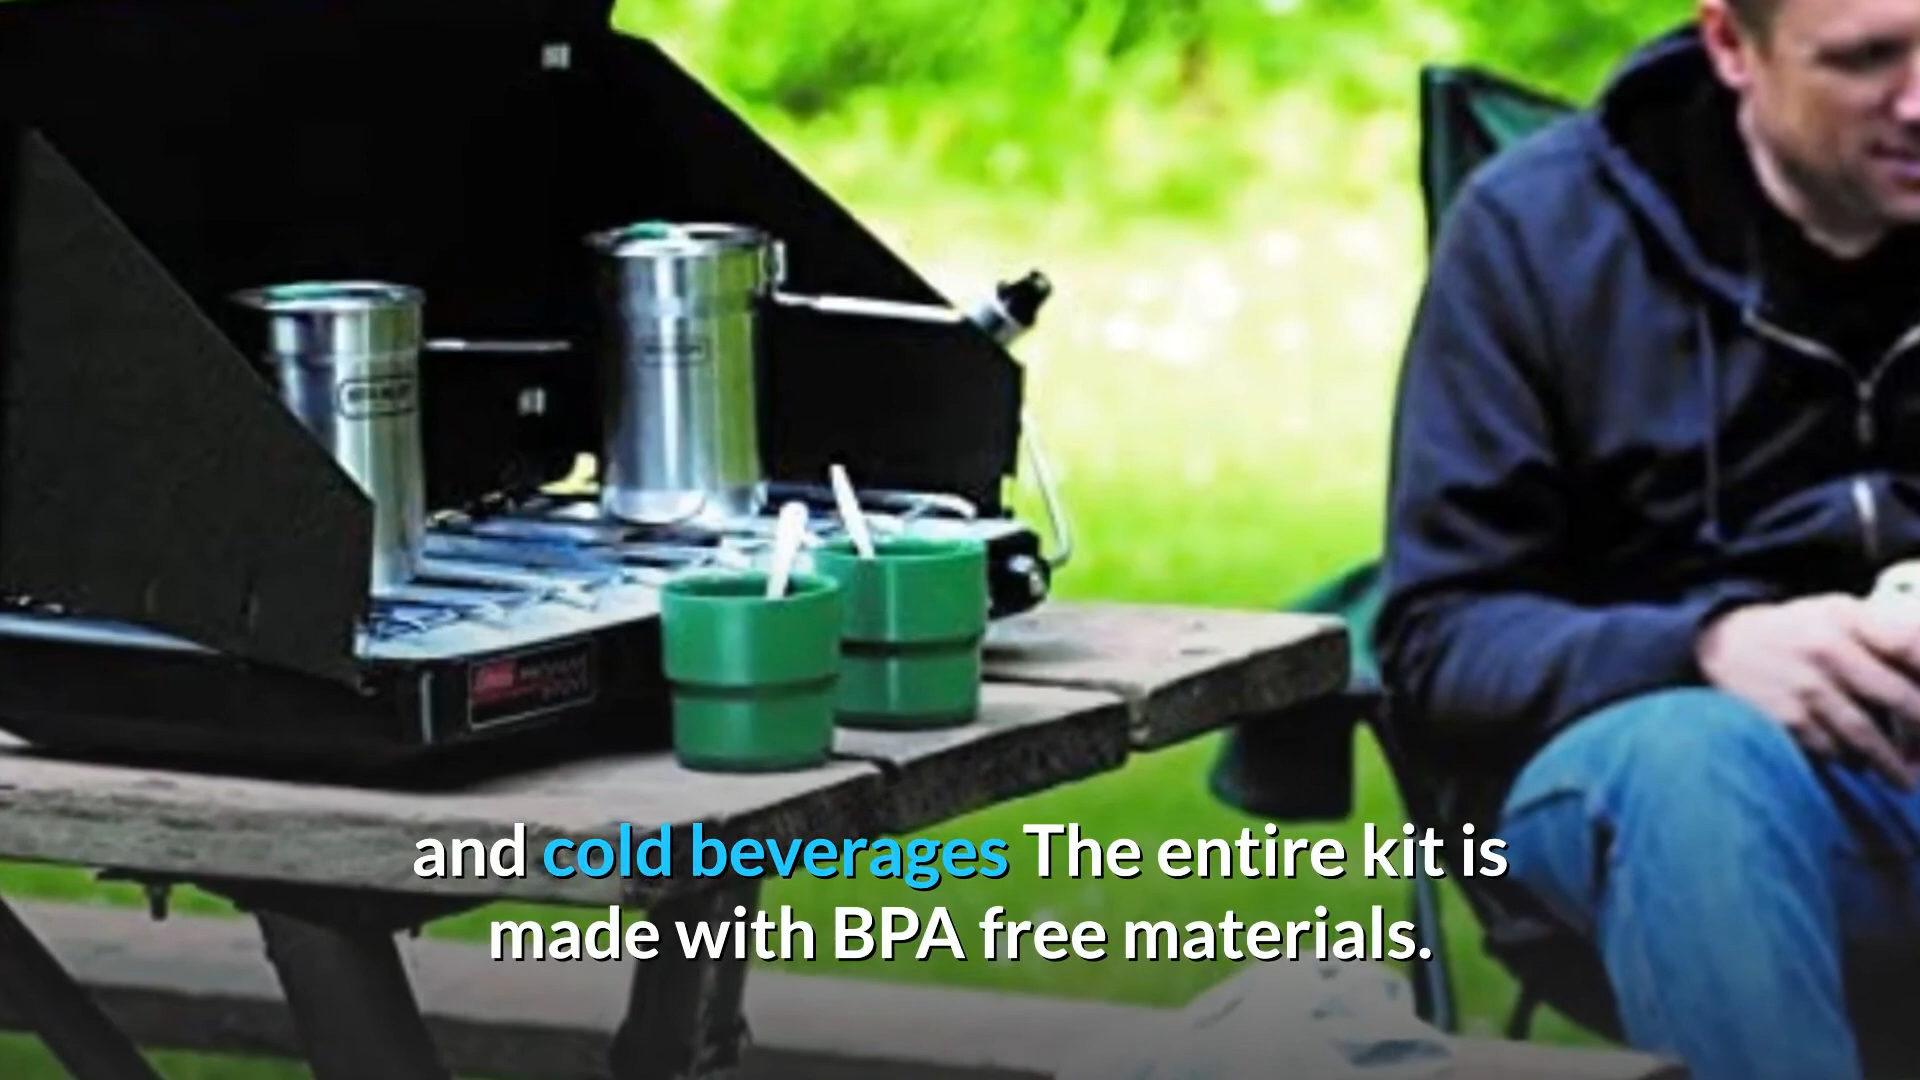 and cold beverages The entire kit is
made with BPA free materials.